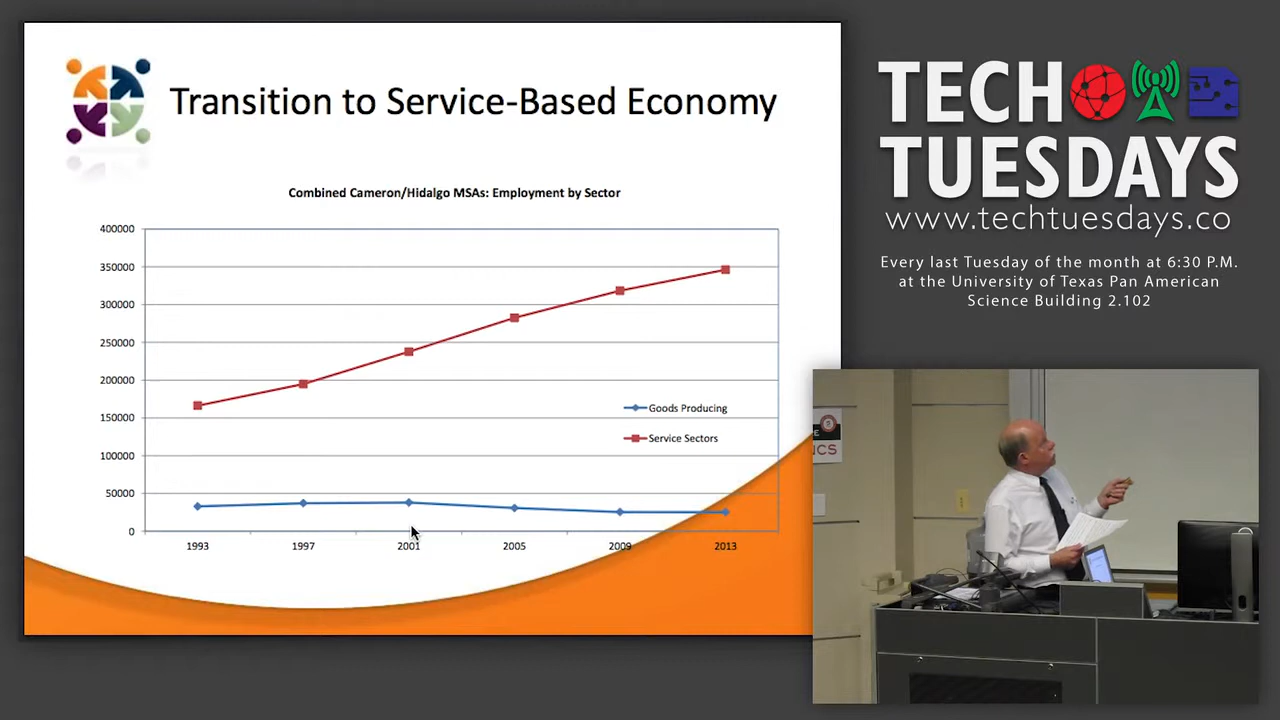 Transition to Service-Based Economy
Combined Cameron/Hidalgo MSAs: Employment by Sector
400000
350000
300000
250000
200000
150000
100000
50000
0
1993
1997
2001
2005
2009
2013
Goods Producing
Service Sectors
TECH
TUESDAYS
www.techtuesdays.co
Every last Tuesday of the month at 6:30 P.M.
at the University of Texas Pan American
Science Building 2.102